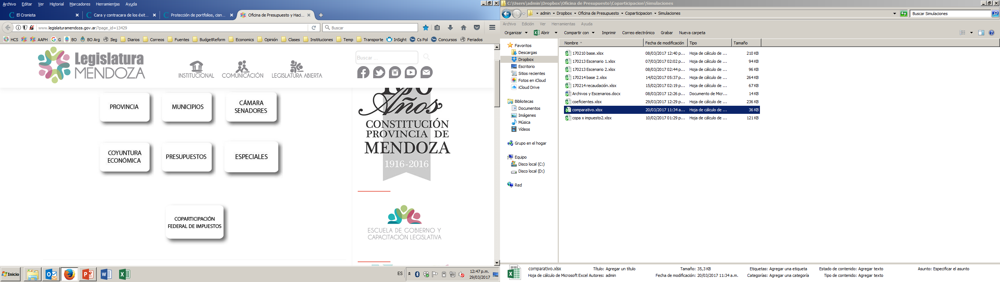 Archivo Editar Ver Historial Marcadores Herramientas Ayuda
El Cronista
Cara y contracara de los éxit...
Protección de portfolios, cisn...
Oficina de Presupuesto y Haci...
www.legislaturamendoza.gov.ar/?page_id=13429
Buscar
HCS AAPH G BO BO Arg Ileg Diarios Correos Fuentes BudgetReform Economics Opinión Clases Instituciones Temp Transporte InSight Cs Pol Concursos Feriados
Legislatura
MENDOZA
INSTITUCIONAL
COMUNICACIÓN
LEGISLATURA ABIERTA
Buscar ...
PROVINCIA
MUNICIPIOS
CÁMARA
SENADORES
COYUNTURA
ECONÓMICA
PRESUPUESTOS
ESPECIALES
COPARTICIPACIÓN
FEDERAL DE IMPUESTOS
Años
CONSTITUCIÓN
PROVINCIA DE
MENDOZA
1916-2016
ESCUELA DE GOBIERNO Y
CAPACITACIÓN LEGISLATIVA
Inicio
ES
12:47 p.m.
29/03/2017
C:\Users\admin\Dropbox\Oficina de Presupuesto\Coparticipacion\Simulaciones
admin Dropbox Oficina de Presupuesto Coparticipacion Simulaciones
Buscar Simulaciones
Archivo Edición Ver Herramientas Ayuda
Organizar Abrir Compartir con Imprimir Correo electrónico Grabar Nueva carpeta
Favoritos
Descargas
Dropbox
Escritorio
Sitios recientes
Fotos en iCloud
iCloud Drive
Bibliotecas
Documentos
Imágenes
Música
Vídeos
Grupo en el hogar
Equipo
Disco local (C:)
Disco local (D:)
Red
Nombre Fecha de modificación Tipo Tamaño
170210 base.xlsx 08/03/2017 12:40 p... Hoja de cálculo de ... 210 KB
170213 Escenario 1.xlsx 07/03/2017 02:02 p... Hoja de cálculo de ... 94 KB
170213 Escenario 2.xlsx 08/03/2017 02:44 p... Hoja de cálculo de ... 96 KB
170214 base 2.xlsx 14/02/2017 05:37 p... Hoja de cálculo de ... 264 KB
170214 recaudación.xlsx 15/02/2017 02:19 p... Hoja de cálculo de ... 67 KB
Archivos y Escenarios.docx 08/03/2017 12:26 p... Documento de Micr... 14 KB
coeficientes.xlsx 29/03/2017 12:29 p... Hoja de cálculo de ... 236 KB
comparativo.xlsx 20/03/2017 11:34 a... Hoja de cálculo de ... 36 KB
copa x impuesto2.xlsx 10/02/2017 01:29 p... Hoja de cálculo de ... 121 KB
comparativo.xlsx Título: Agregar un título Tamaño: 35,3 KB Etiquetas: Agregar una etiqueta Estado de contenido: Agregar texto Asunto: Especificar el asunto
Hoja de cálculo de Microsoft Excel Autores: admin Fecha de modificación: 20/03/2017 11:34 a.m. Categorías: Agregar una categoría Tipo de contenido: Agregar texto